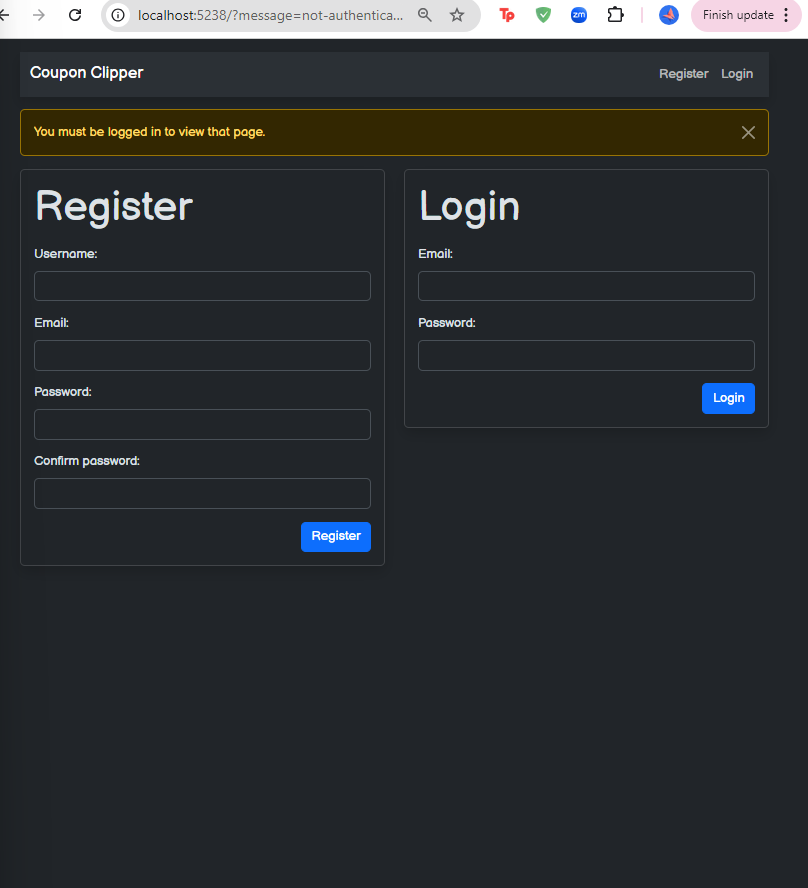 localhost:5238/?message=not-authentica...
Tp
zm
Finish update
Coupon Clipper
Register Login
You must be logged in to view that page.
Register
Username:
Email:
Password:
Confirm password:
Register
Login
Email:
Password:
Login